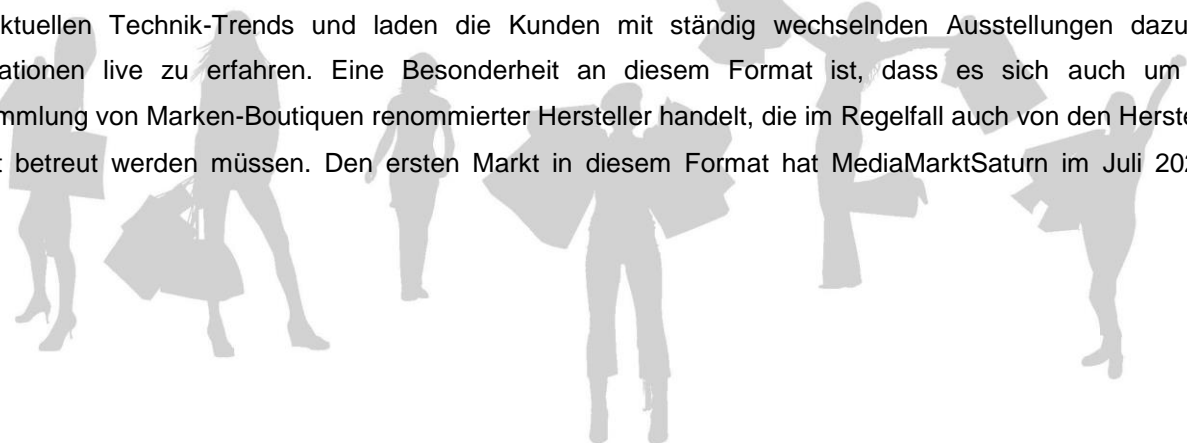 ktuellen Technik-Trends und laden die Kunden mit ständig wechselnden Ausstellungen dazu
ationen live zu erfahren. Eine Besonderheit an diesem Format ist, dass es sich auch um
mmlung von Marken-Boutiquen renommierter Hersteller handelt, die im Regelfall auch von den Herste
t betreut werden müssen. Den ersten Markt in diesem Format hat MediaMarktSaturn im Juli 202